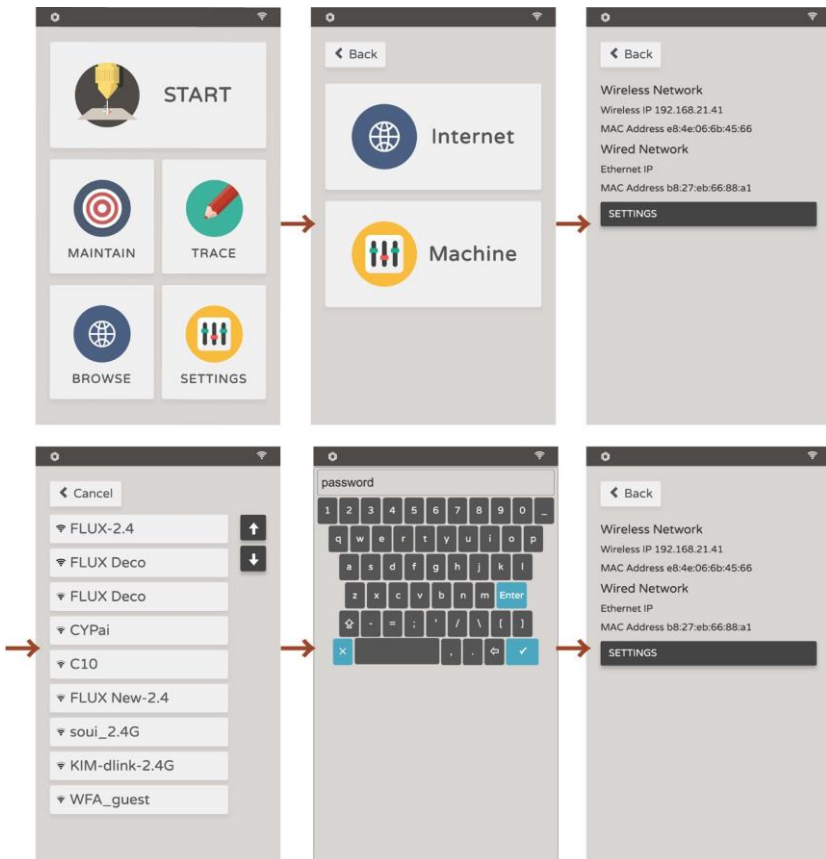 START
MAINTAIN
TRACE
BROWSE
SETTINGS
Back
Internet
Machine
Back
Wireless Network
Wireless IP 192.168.21.41
MAC Address e8:4e:06:6b:45:66
Wired Network
Ethernet IP
MAC Address b8:27:eb:66:88:a1
SETTINGS
Cancel
FLUX-2.4
FLUX Deco
FLUX Deco
CYPai
C10
FLUX New-2.4
soui_2.4G
KIM-dlink-2.4G
WFA_guest
password
1 2 3 4 5 6 7 8 9 0 _
q w e r t y u i o p
a s d f g h j k l
z x c v b n m Enter
- = ; ' / \ [ ]
, .
Back
Wireless Network
Wireless IP 192.168.21.41
MAC Address e8:4e:06:6b:45:66
Wired Network
Ethernet IP
MAC Address b8:27:eb:66:88:a1
SETTINGS